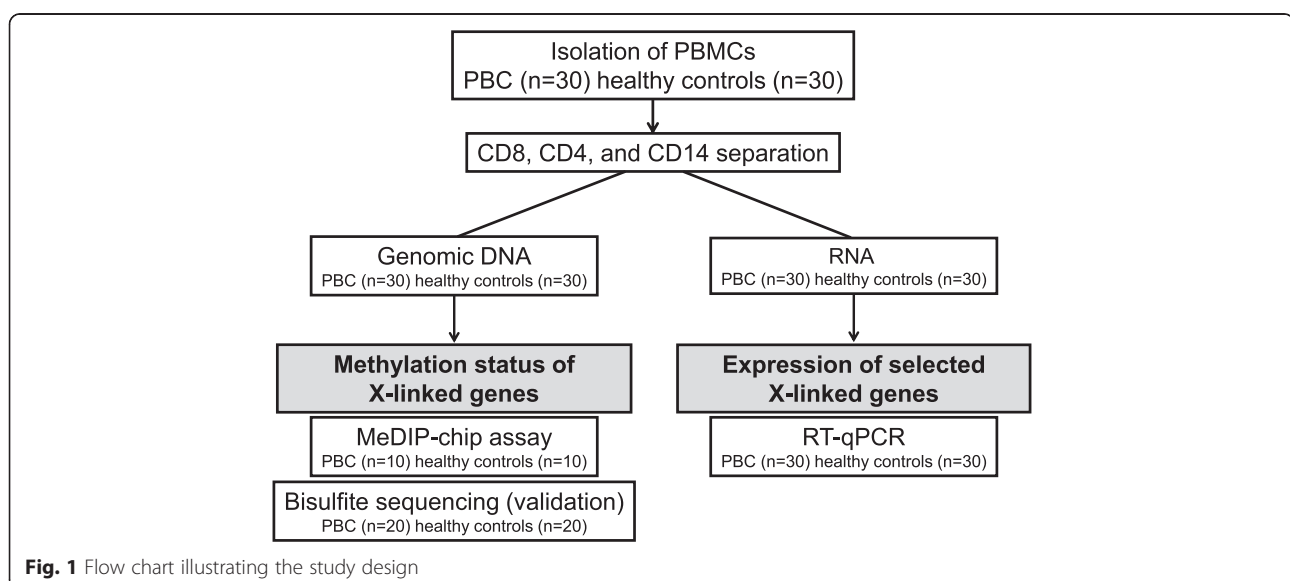 Isolation of PBMCs
PBC (n=30) healthy controls (n=30)
CD8, CD4, and CD14 separation
Genomic DNA
PBC (n=30) healthy controls (n=30)
RNA
PBC (n=30) healthy controls (n=30)
Methylation status of
X-linked genes
Expression of selected
X-linked genes
MeDIP-chip assay
PBC (n=10) healthy controls (n=10)
RT-qPCR
PBC (n=30) healthy controls (n=30)
Bisulfite sequencing (validation)
PBC (n=20) healthy controls (n=20)
Fig. 1 Flow chart illustrating the study design